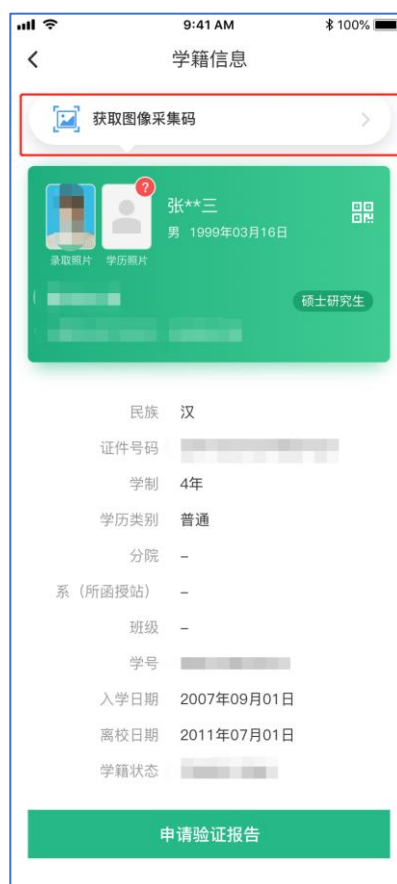 9:41 AM
100%
学籍信息
获取图像采集码
?
张**三
男 1999年03月16日
录取照片 学历照片
硕士研究生
民族 汉
证件号码
学制 4年
学历类别 普通
分院 –
系（所函授站） –
班级 –
学号
入学日期 2007年09月01日
离校日期 2011年07月01日
学籍状态
申请验证报告